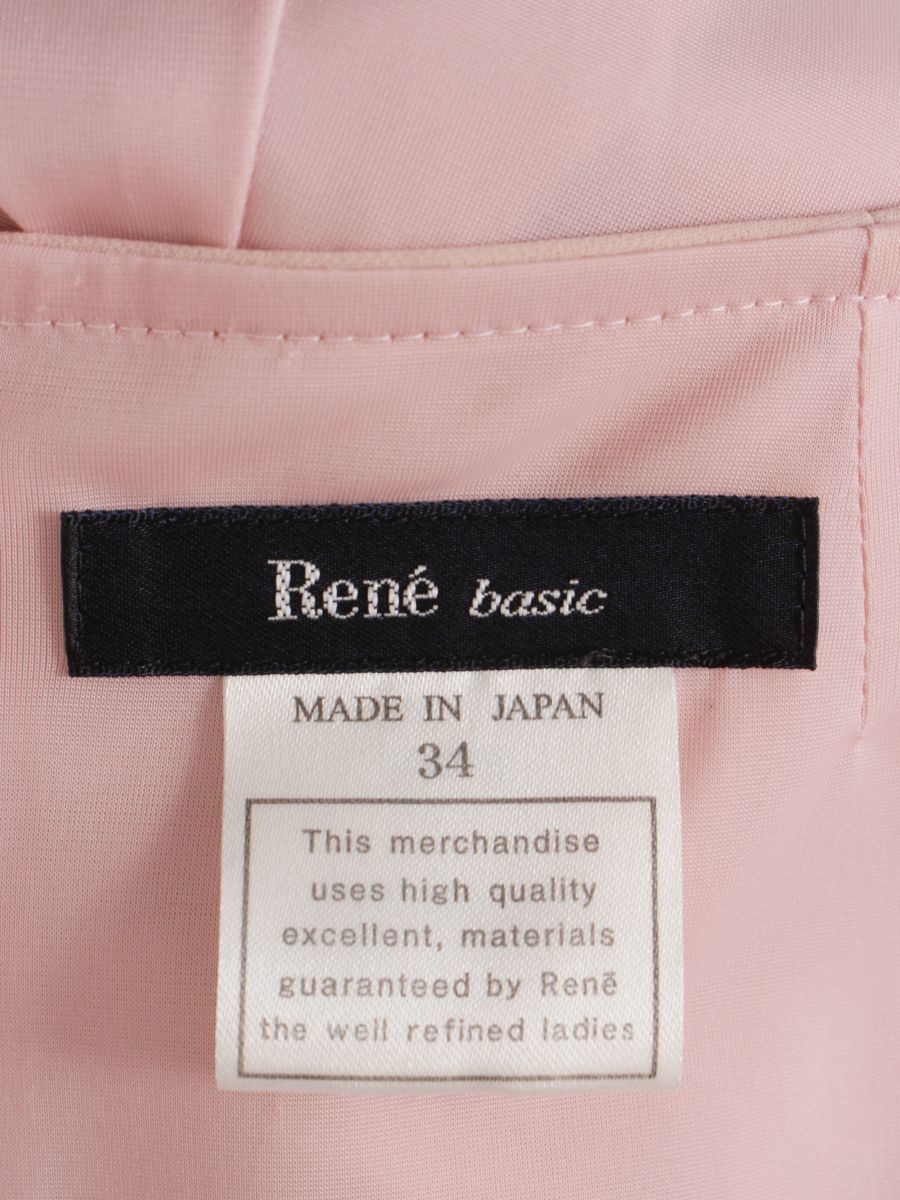 René basic
MADE IN JAPAN
34
This merchandise
uses high quality
excellent, materials
guaranteed by Renē
the well refined ladies